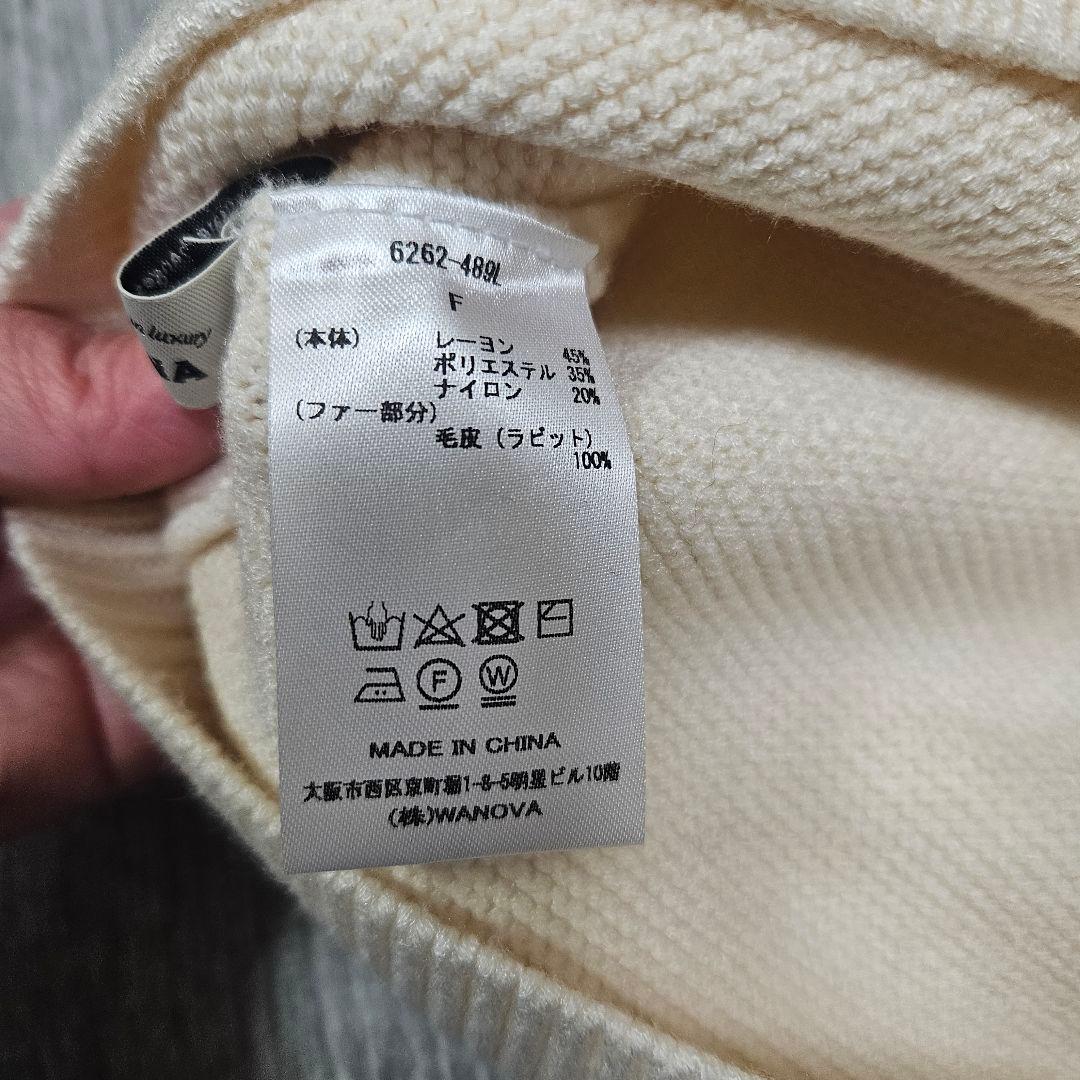 6262-489L
F
(本体) レーヨン 45%
ポリエステル 35%
ナイロン 20%
(ファー部分)
毛皮 (ラビット)
100%
F W
MADE IN CHINA
大阪市西区京町堀1-8-5明星ビル10階
(株)WANOVA
luxury
RA